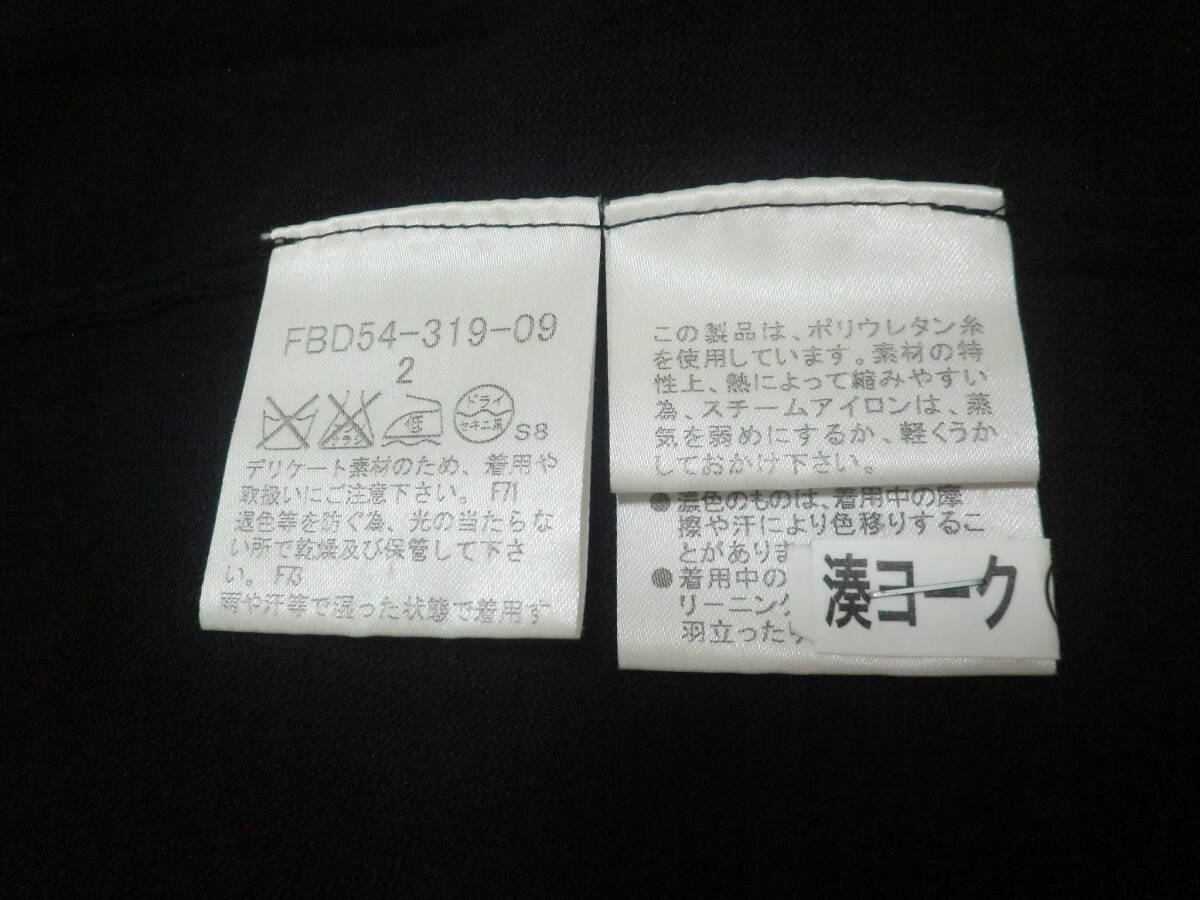 FBD54-319-09
2
低 ドライ セキユ系 S8
デリケート素材のため、着用や
取扱いにご注意下さい。 F71
退色等を防ぐ為、光の当たらな
い所で乾燥及び保管して下さ
い。 F73
雨や汗等で湿った状態で着用す
この製品は、ポリウレタン糸
を使用しています。素材の特
性上、熱によって縮みやすい
為、スチームアイロンは、蒸
気を弱めにするか、軽くうか
しておかけ下さい。
●濃色のものは、着用中の摩
擦や汗により色移りするこ
とがありま
●着用中の
リーニング
羽立った
湊コーク